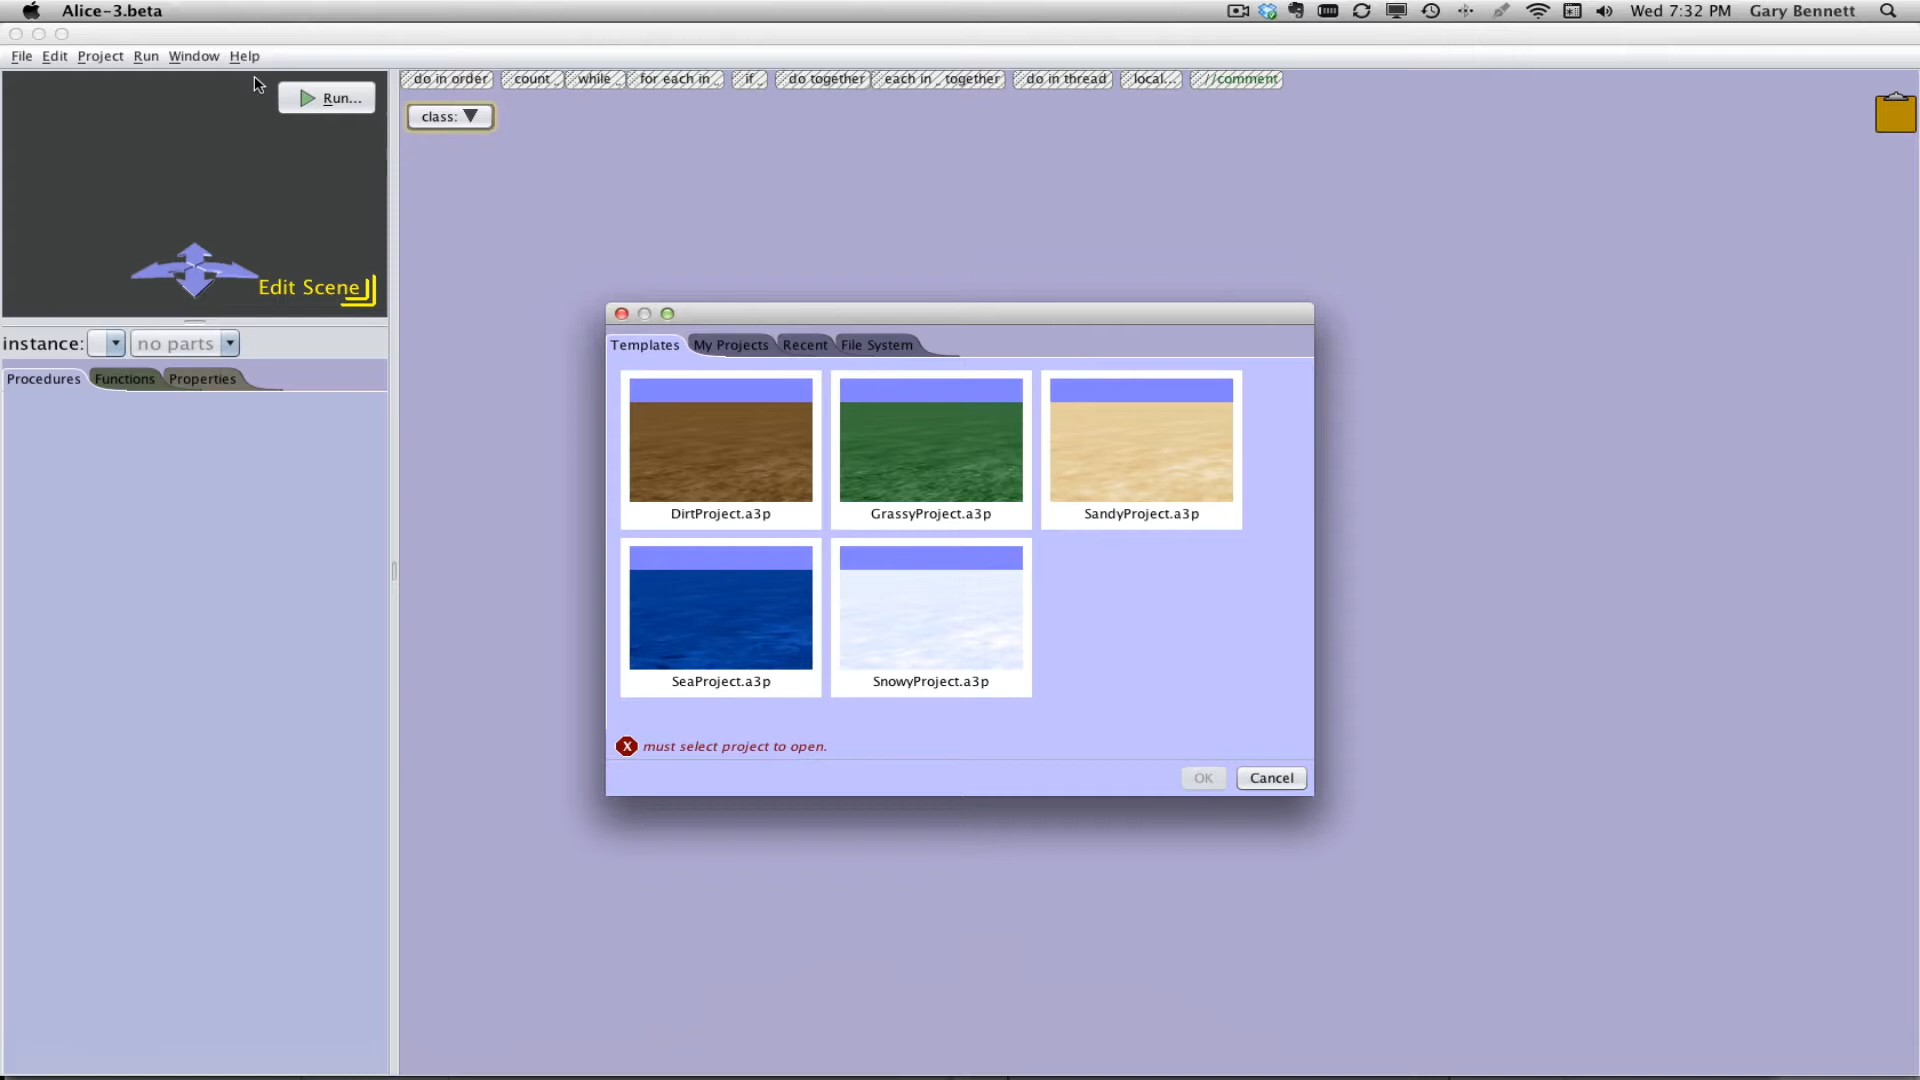 Alice-3.beta
Wed 7:32 PM Gary Bennett
File Edit Project Run Window Help
Run...
do in order count while for each in if do together each in together do in thread local... //comment
class:
Edit Scene
instance: no parts
Procedures Functions Properties
Templates My Projects Recent File System
DirtProject.a3p GrassyProject.a3p SandyProject.a3p
SeaProject.a3p SnowyProject.a3p
X must select project to open.
OK Cancel